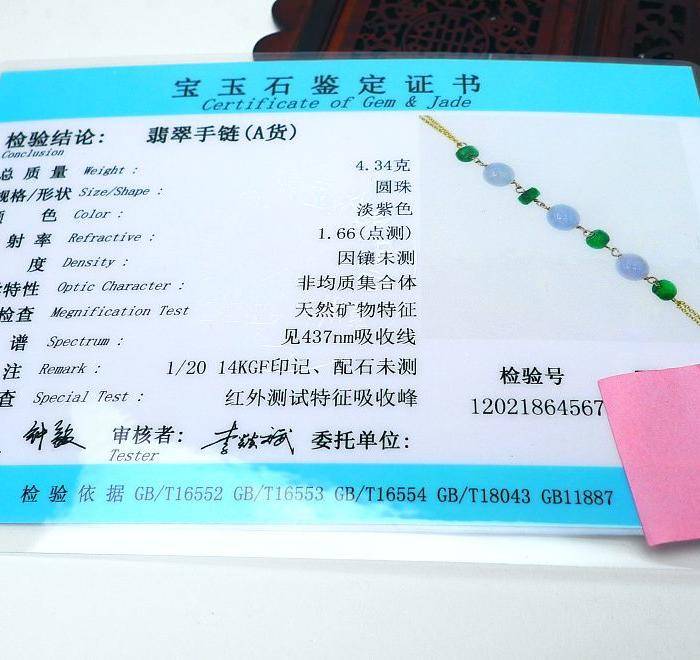 宝玉石鉴定证书
Certificate of Gem & Jade
检验结论: 翡翠手链(A货)
Conclusion
总质量 Weight: 4.34克
规格/形状 Size/Shape: 圆珠
色 Color: 淡紫色
射率 Refractive: 1.66(点测)
度 Density: 因镶未测
特性 Optic Character: 非均质集合体
检查 Megnification Test 天然矿物特征
谱 Spectrum: 见437nm吸收线
注 Remark: 1/20 14KGF印记、配石未测
查 Special Test: 红外测试特征吸收峰
审核者: 委托单位:
Tester
检验号
12021864567
检验依据 GB/T16552 GB/T16553 GB/T16554 GB/T18043 GB11887